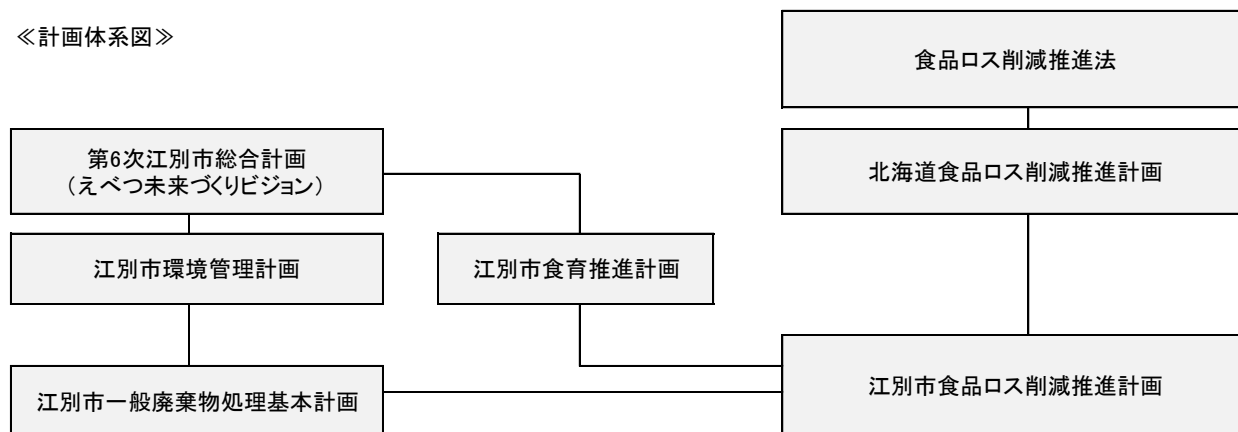 ≪計画体系図≫
食品ロス削減推進法
第6次江別市総合計画
（えべつ未来づくりビジョン）
北海道食品ロス削減推進計画
江別市環境管理計画
江別市食育推進計画
江別市一般廃棄物処理基本計画
江別市食品ロス削減推進計画